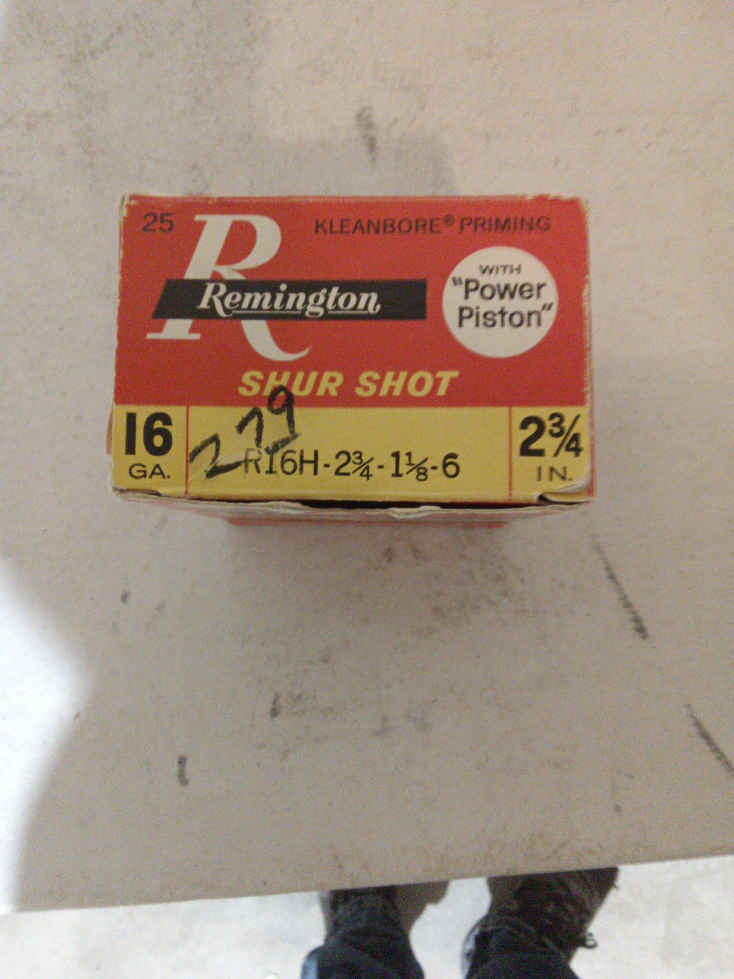 25
KLEANBORE® PRIMING
R
Remington
WITH
"Power
Piston"
SHUR SHOT
16
GA.
279
R16H-2¾-1⅛-6
2¾
IN.